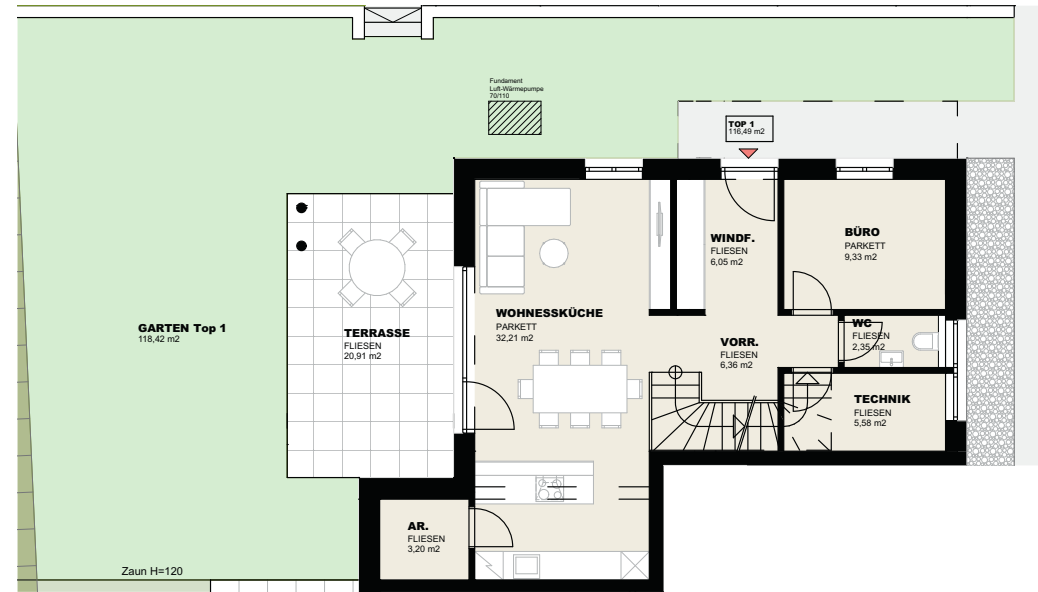 Fundament
Luft-Wärmepumpe
70/110
TOP 1
116,49 m2
WINDF.
FLIESEN
6,05 m2
BÜRO
PARKETT
9,33 m2
GARTEN Top 1
118,42 m2
TERRASSE
FLIESEN
20,91 m2
WOHNESSKÜCHE
PARKETT
32,21 m2
VORR.
FLIESEN
6,36 m2
WC
FLIESEN
2,35 m2
TECHNIK
FLIESEN
5,58 m2
AR.
FLIESEN
3,20 m2
Zaun H=120